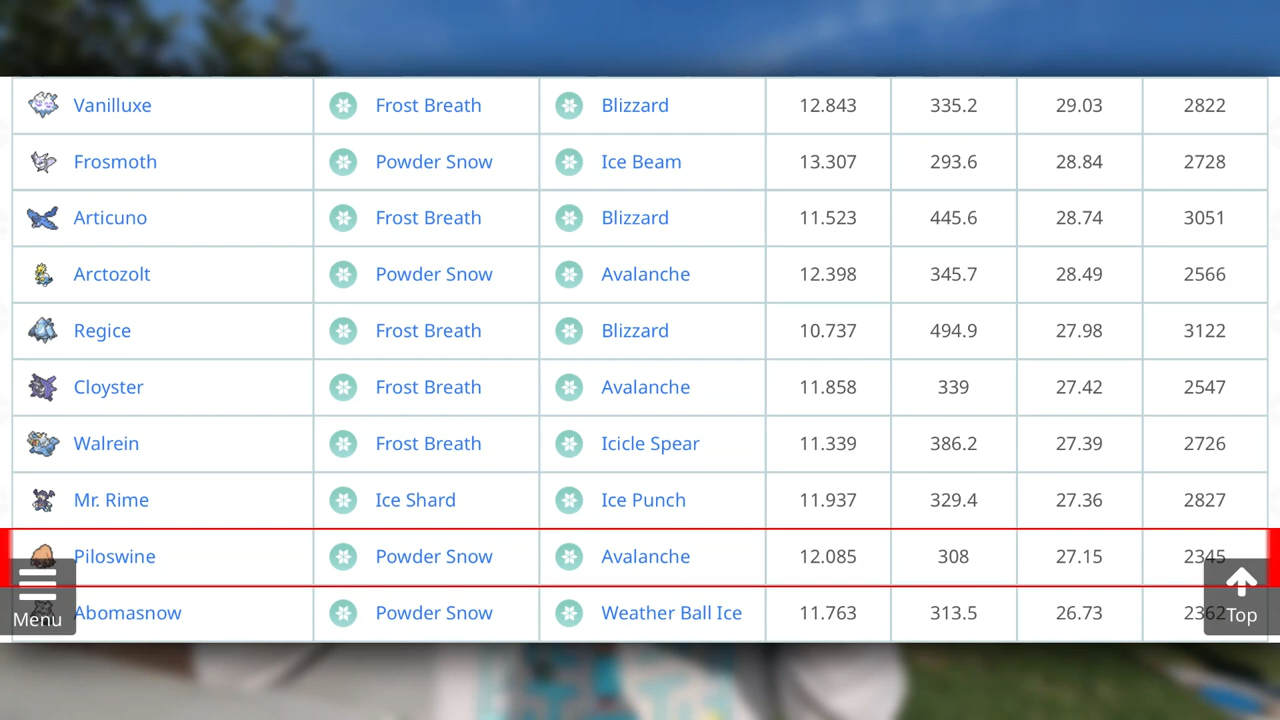 Vanilluxe Frost Breath Blizzard 12.843 335.2 29.03 2822
Frosmoth Powder Snow Ice Beam 13.307 293.6 28.84 2728
Articuno Frost Breath Blizzard 11.523 445.6 28.74 3051
Arctozolt Powder Snow Avalanche 12.398 345.7 28.49 2566
Regice Frost Breath Blizzard 10.737 494.9 27.98 3122
Cloyster Frost Breath Avalanche 11.858 339 27.42 2547
Walrein Frost Breath Icicle Spear 11.339 386.2 27.39 2726
Mr. Rime Ice Shard Ice Punch 11.937 329.4 27.36 2827
Piloswine Powder Snow Avalanche 12.085 308 27.15 2345
Abomasnow Powder Snow Weather Ball Ice 11.763 313.5 26.73 2362
Menu Top